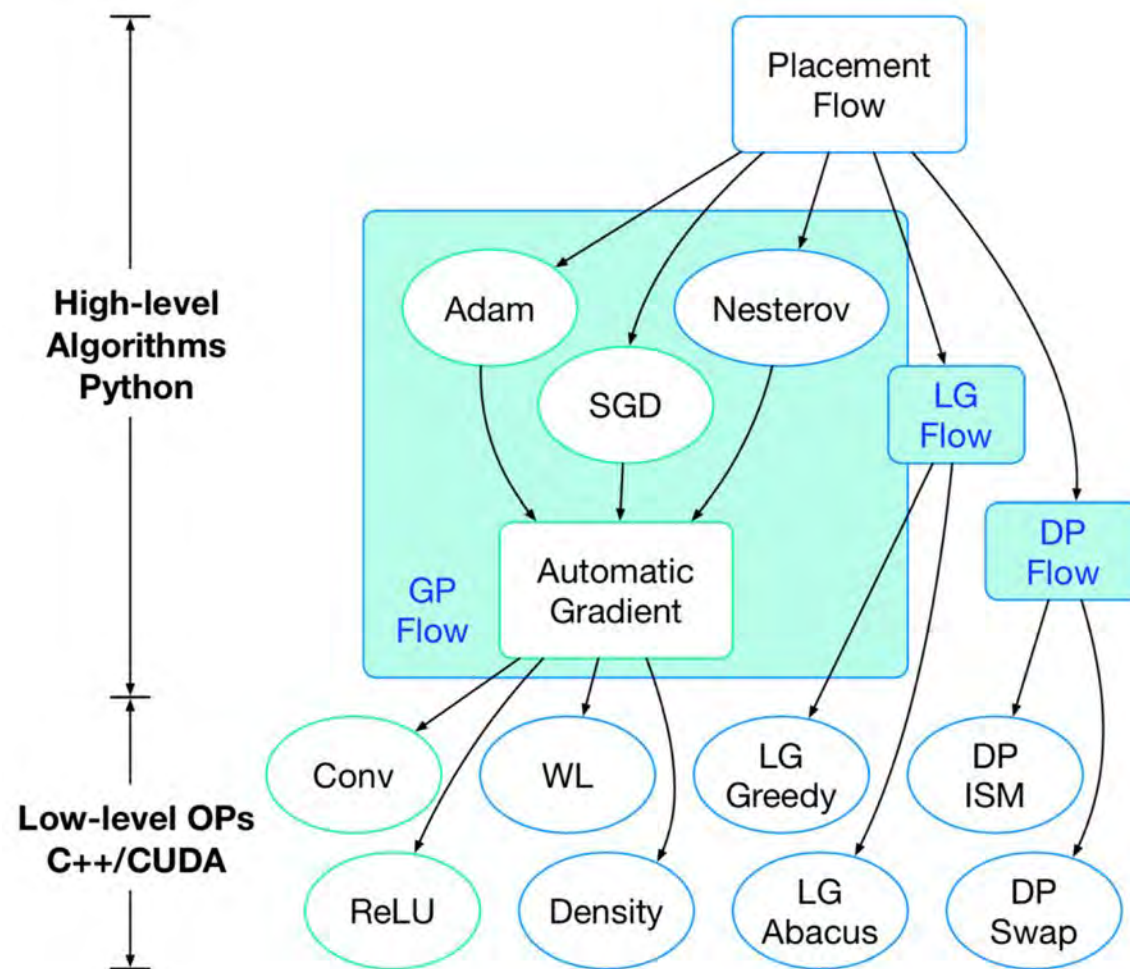 Placement
Flow
High-level
Algorithms
Python
Adam
Nesterov
SGD
LG
Flow
Automatic
Gradient
GP
Flow
DP
Flow
Low-level OPs
C++/CUDA
Conv
WL
LG
Greedy
DP
ISM
ReLU
Density
LG
Abacus
DP
Swap